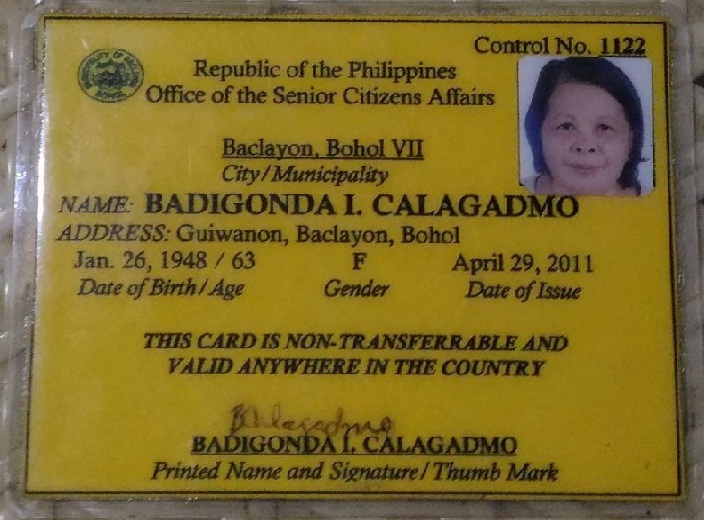 Control No. 1122
Republic of the Philippines
Office of the Senior Citizens Affairs
Baclayon, Bohol VII
City/Municipality
NAME: BADIGONDA I. CALAGADMO
ADDRESS: Guiwanon, Baclayon, Bohol
Jan. 26, 1948 / 63 F April 29, 2011
Date of Birth/Age Gender Date of Issue
THIS CARD IS NON-TRANSFERRABLE AND
VALID ANYWHERE IN THE COUNTRY
BCalagadmo
BADIGONDA I. CALAGADMO
Printed Name and Signature/Thumb Mark